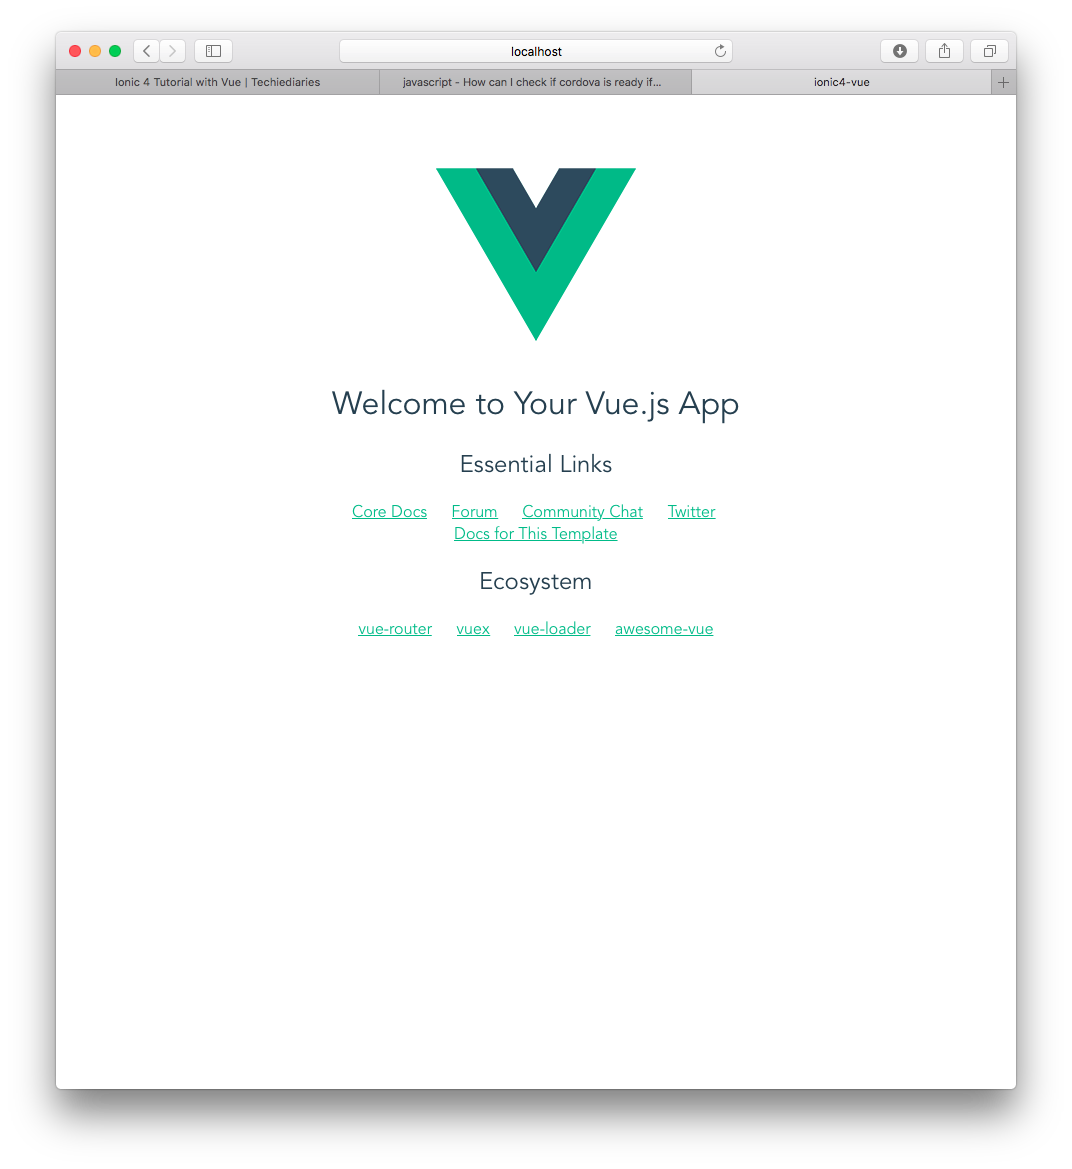 localhost
Ionic 4 Tutorial with Vue | Techiediaries
javascript - How can I check if cordova is ready if...
ionic4-vue
Welcome to Your Vue.js App
Essential Links
Core Docs Forum Community Chat Twitter
Docs for This Template
Ecosystem
vue-router vuex vue-loader awesome-vue